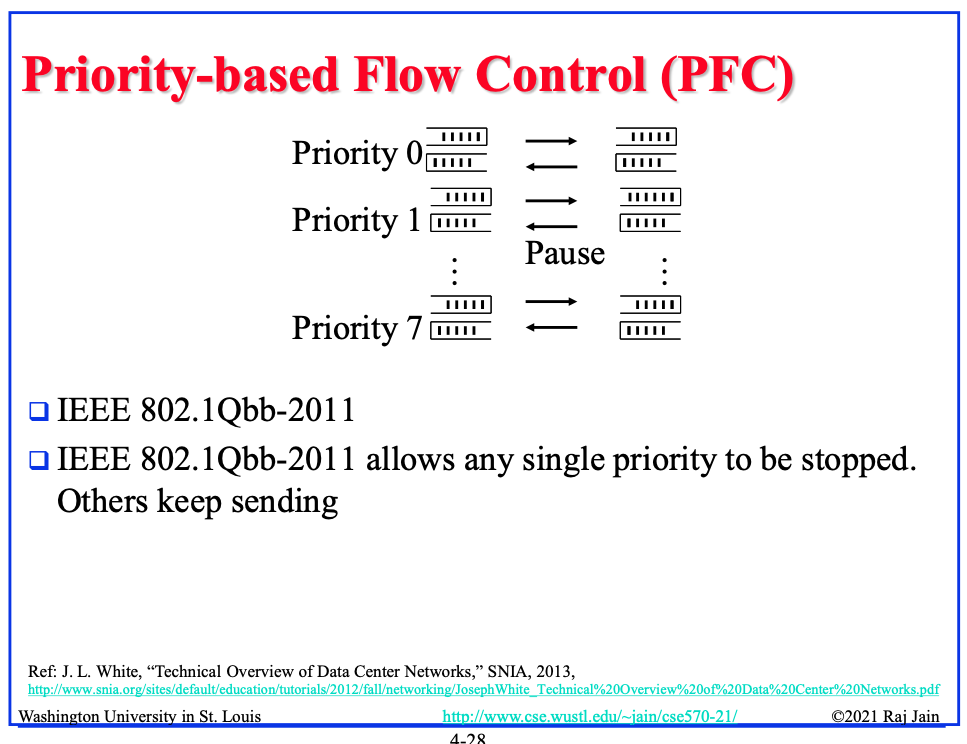 Priority-based Flow Control (PFC)
Priority 0
Priority 1
Pause
Priority 7
IEEE 802.1Qbb-2011
IEEE 802.1Qbb-2011 allows any single priority to be stopped.
Others keep sending
Ref: J. L. White, “Technical Overview of Data Center Networks,” SNIA, 2013,
http://www.snia.org/sites/default/education/tutorials/2012/fall/networking/JosephWhite_Technical%20Overview%20of%20Data%20Center%20Networks.pdf
Washington University in St. Louis http://www.cse.wustl.edu/~jain/cse570-21/ ©2021 Raj Jain
4-28